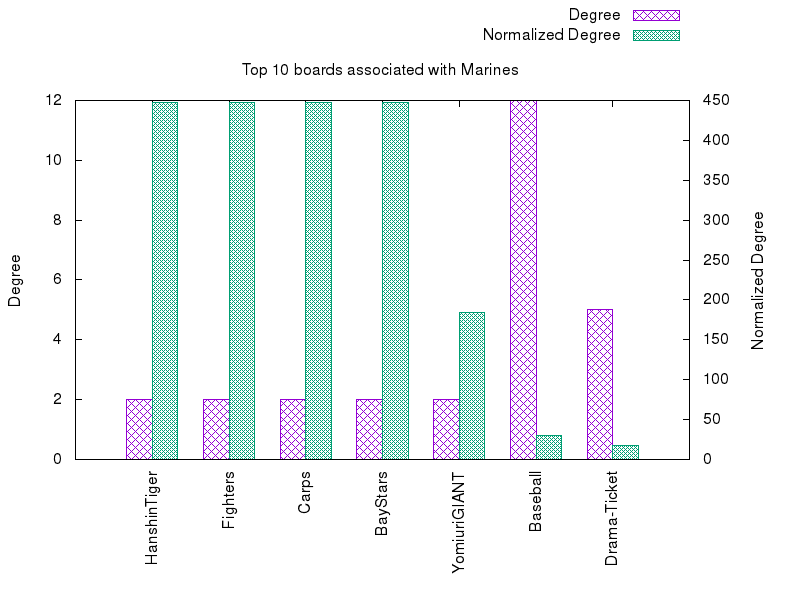 Degree
Normalized Degree
Top 10 boards associated with Marines
12
10
8
6
4
2
0
450
400
350
300
250
200
150
100
50
0
Degree
Normalized Degree
HanshinTiger
Fighters
Carps
BayStars
YomiuriGIANT
Baseball
Drama-Ticket